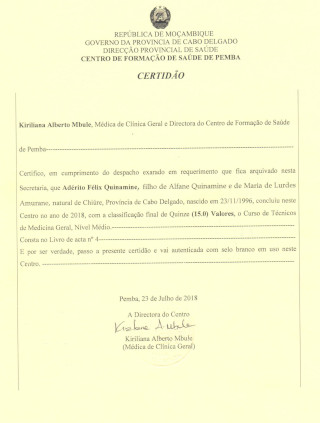 REPÚBLICA DE MOÇAMBIQUE
GOVERNO DA PROVINCIA DE CABO DELGADO
DIRECÇÃO PROVINCIAL DE SAÚDE
CENTRO DE FORMAÇÃO DE SAÚDE DE PEMBA
CERTIDÃO
Kiriliana Alberto Mbule, Médica de Clínica Geral e Directora do Centro de Formação de Saúde
de Pemba
Certifico, em cumprimento do despacho exarado em requerimento que fica arquivado nesta
Secretaria, que Adérito Félix Quinamine, filho de Alfane Quinamine e de Maria de Lurdes
natural de Chiúre, Província de Cabo Delgado, nascido em 23/11/1996, concluiu neste
Centro no ano de 2018, com a classificação final de Quinze (15.0) Valores, o Curso de Técnicos
de Medicina Geral, Nível Médio.
Consta no Livro de acta nº 4
E por ser verdade, passo a presente certidão e vai autenticada com selo branco em uso neste
Centro.
Pemba, 23 de Julho de 2018
A Directora do Centro
Kiriliana Alberto Mbule
(Médica de Clínica Geral)